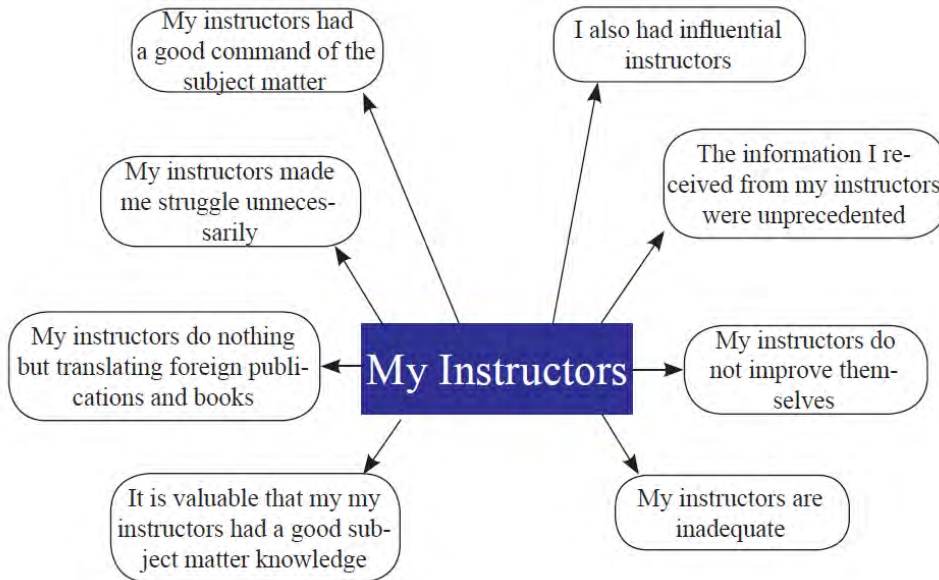 My instructors had
a good command of the
subject matter
I also had influential
instructors
My instructors made
me struggle unneces-
sarily
The information I re-
ceived from my instructors
were unprecedented
My instructors do nothing
but translating foreign publi-
cations and books
My Instructors
My instructors do
not improve them-
selves
It is valuable that my my
instructors had a good sub-
ject matter knowledge
My instructors are
inadequate